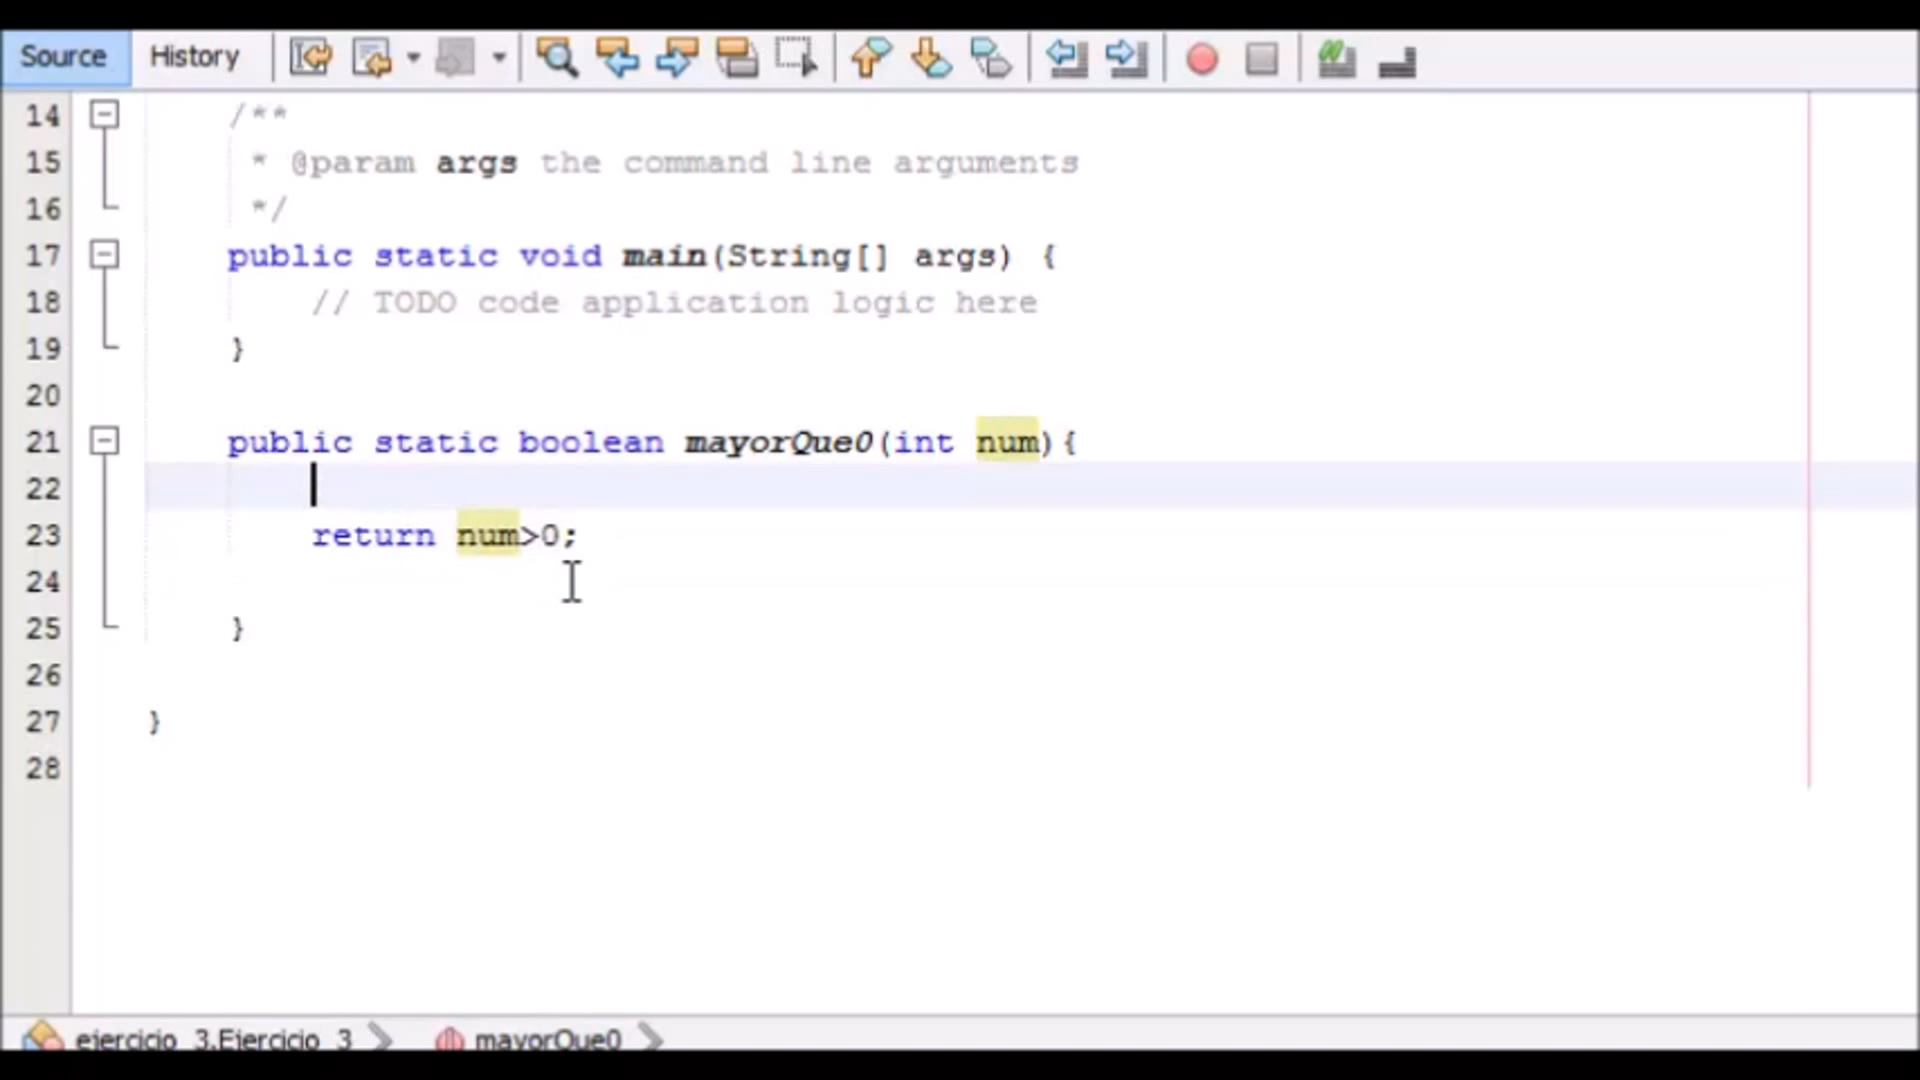 Source History
14 /**
15 * @param args the command line arguments
16 */
17 public static void main(String[] args) {
18 // TODO code application logic here
19 }
20
21 public static boolean mayorQue0(int num){
22
23 return num>0;
24
25 }
26
27 }
28
ejercicio_3.Ejercicio_3 mayorQue0